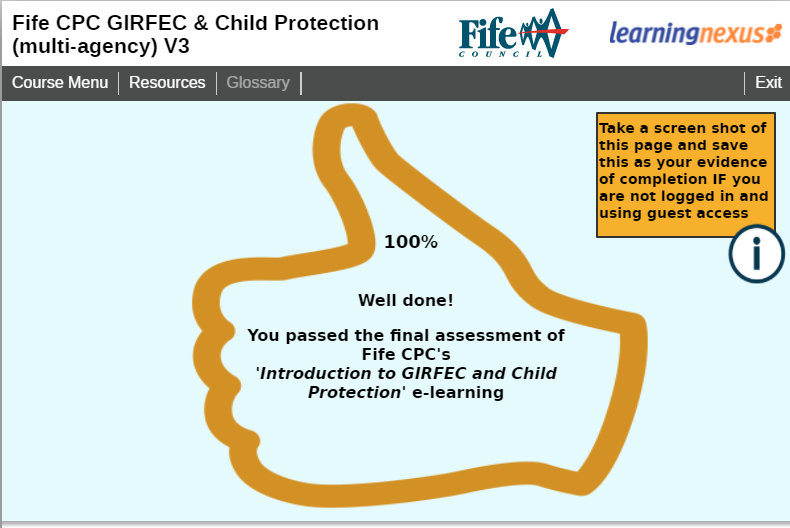 Fife CPC GIRFEC & Child Protection
(multi-agency) V3
Fife
COUNCIL
learningnexus
Course Menu
Resources
Glossary
Exit
Take a screen shot of
this page and save
this as your evidence
of completion IF you
are not logged in and
using guest access
i
100%
Well done!
You passed the final assessment of
Fife CPC's
'Introduction to GIRFEC and Child
Protection' e-learning